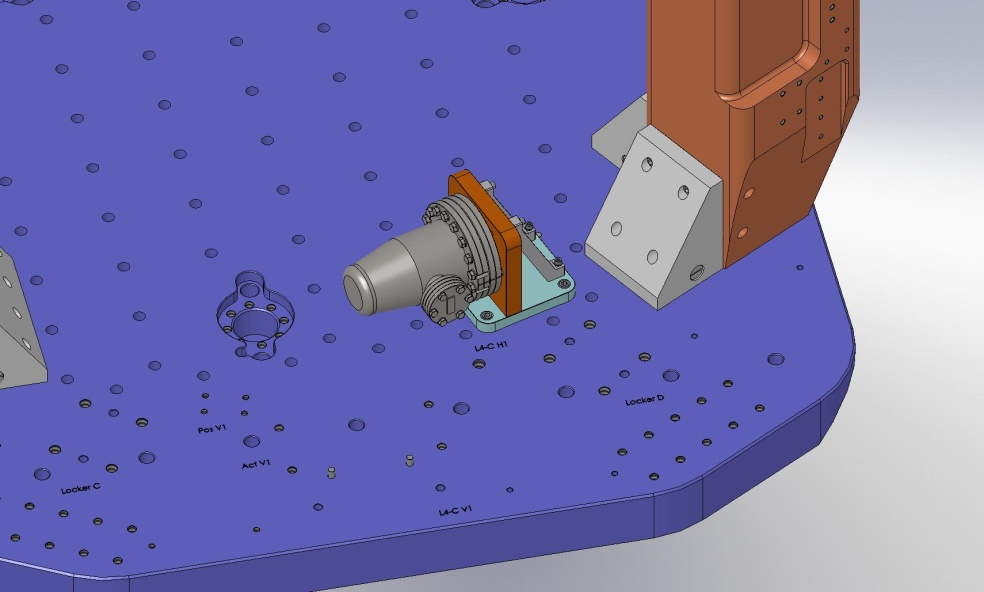 L4-C H1
Locker D
Pos V1
Act V1
Locker C
L4-C V1